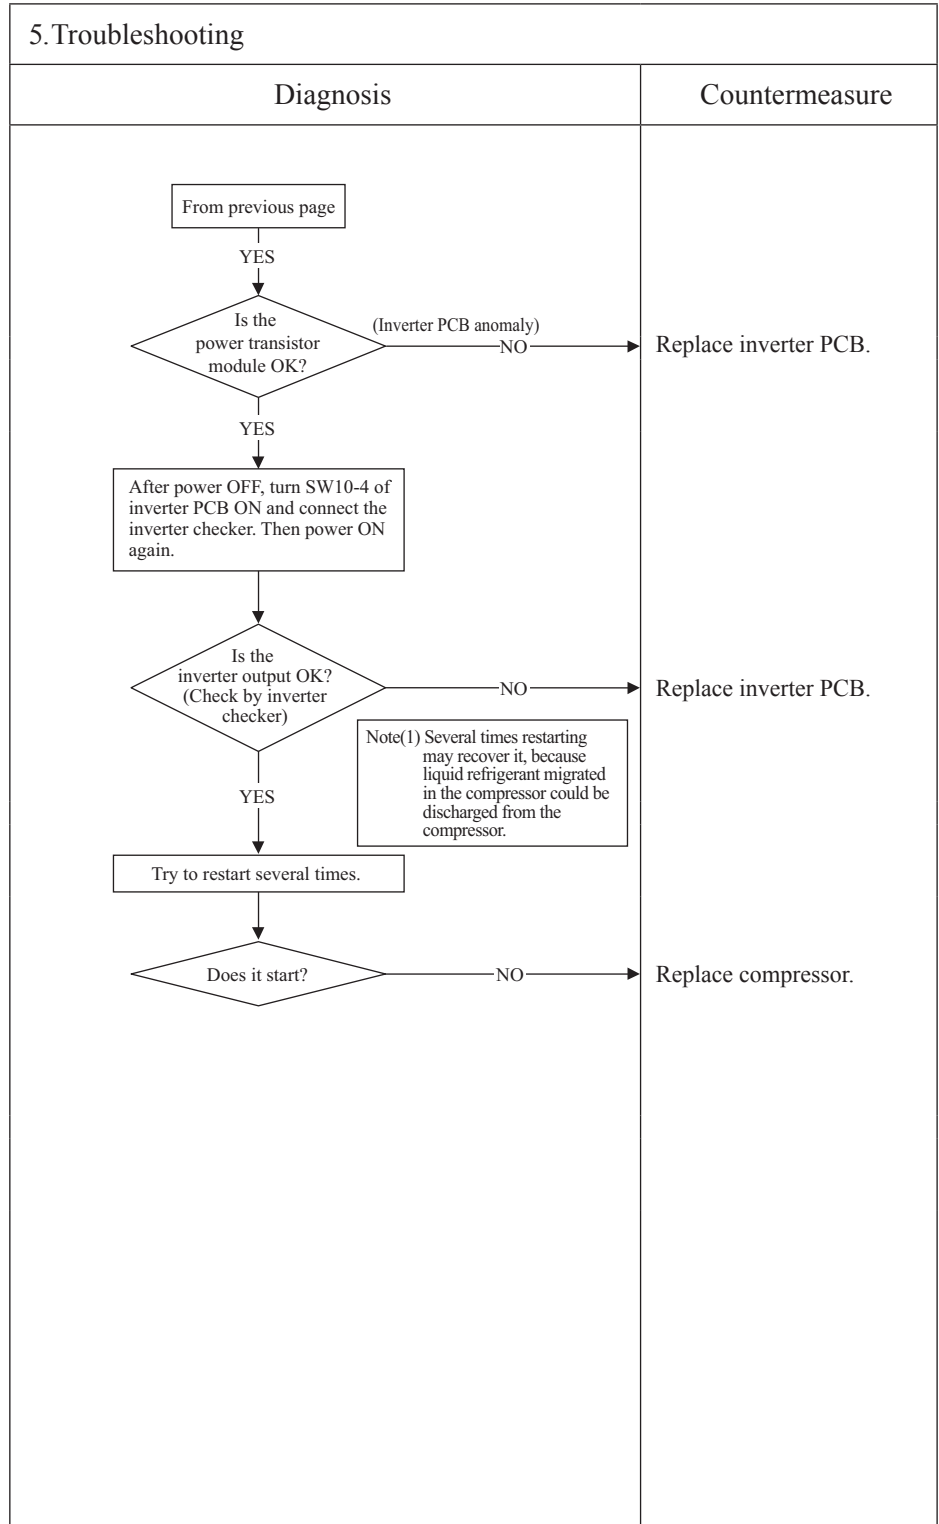 5.Troubleshooting
Diagnosis
Countermeasure
From previous page
YES
Is the
power transistor
module OK?
(Inverter PCB anomaly)
NO
Replace inverter PCB.
YES
After power OFF, turn SW10-4 of
inverter PCB ON and connect the
inverter checker. Then power ON
again.
Is the
inverter output OK?
(Check by inverter
checker)
NO
Replace inverter PCB.
Note(1) Several times restarting
may recover it, because
liquid refrigerant migrated
in the compressor could be
discharged from the
compressor.
YES
Try to restart several times.
Does it start?
NO
Replace compressor.